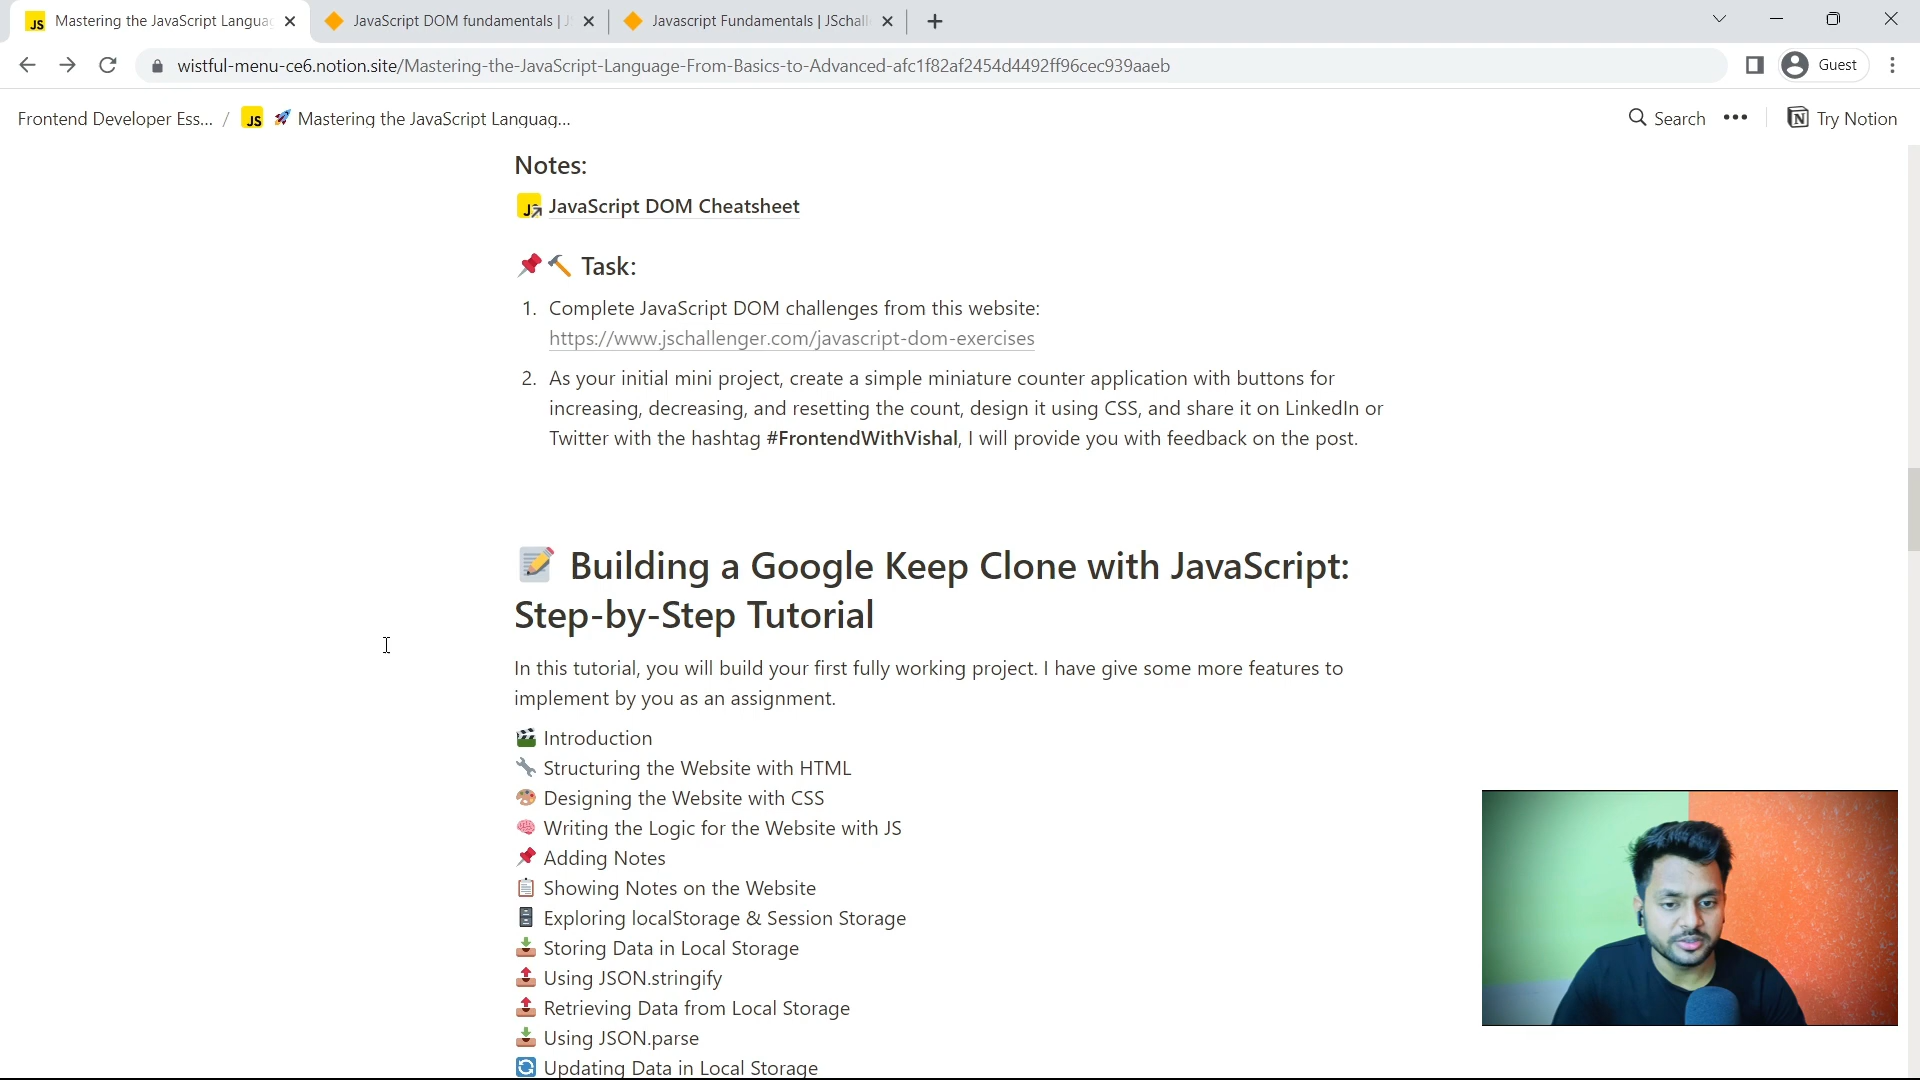 Mastering the JavaScript Langua
JavaScript DOM fundamentals |
Javascript Fundamentals | JSchall
wistful-menu-ce6.notion.site/Mastering-the-JavaScript-Language-From-Basics-to-Advanced-afc1f82af2454d4492ff96cec939aaeb
Guest
Frontend Developer Ess... / JS 🚀 Mastering the JavaScript Languag...
Search
Try Notion
Notes:
JavaScript DOM Cheatsheet
📌🔨 Task:
1. Complete JavaScript DOM challenges from this website:
https://www.jschallenger.com/javascript-dom-exercises
2. As your initial mini project, create a simple miniature counter application with buttons for
increasing, decreasing, and resetting the count, design it using CSS, and share it on LinkedIn or
Twitter with the hashtag #FrontendWithVishal, I will provide you with feedback on the post.
📝 Building a Google Keep Clone with JavaScript:
Step-by-Step Tutorial
In this tutorial, you will build your first fully working project. I have give some more features to
implement by you as an assignment.
🎬 Introduction
🔧 Structuring the Website with HTML
🎨 Designing the Website with CSS
🧠 Writing the Logic for the Website with JS
📌 Adding Notes
📋 Showing Notes on the Website
🗄 Exploring localStorage & Session Storage
📥 Storing Data in Local Storage
📤 Using JSON.stringify
📤 Retrieving Data from Local Storage
📥 Using JSON.parse
🔄 Updating Data in Local Storage